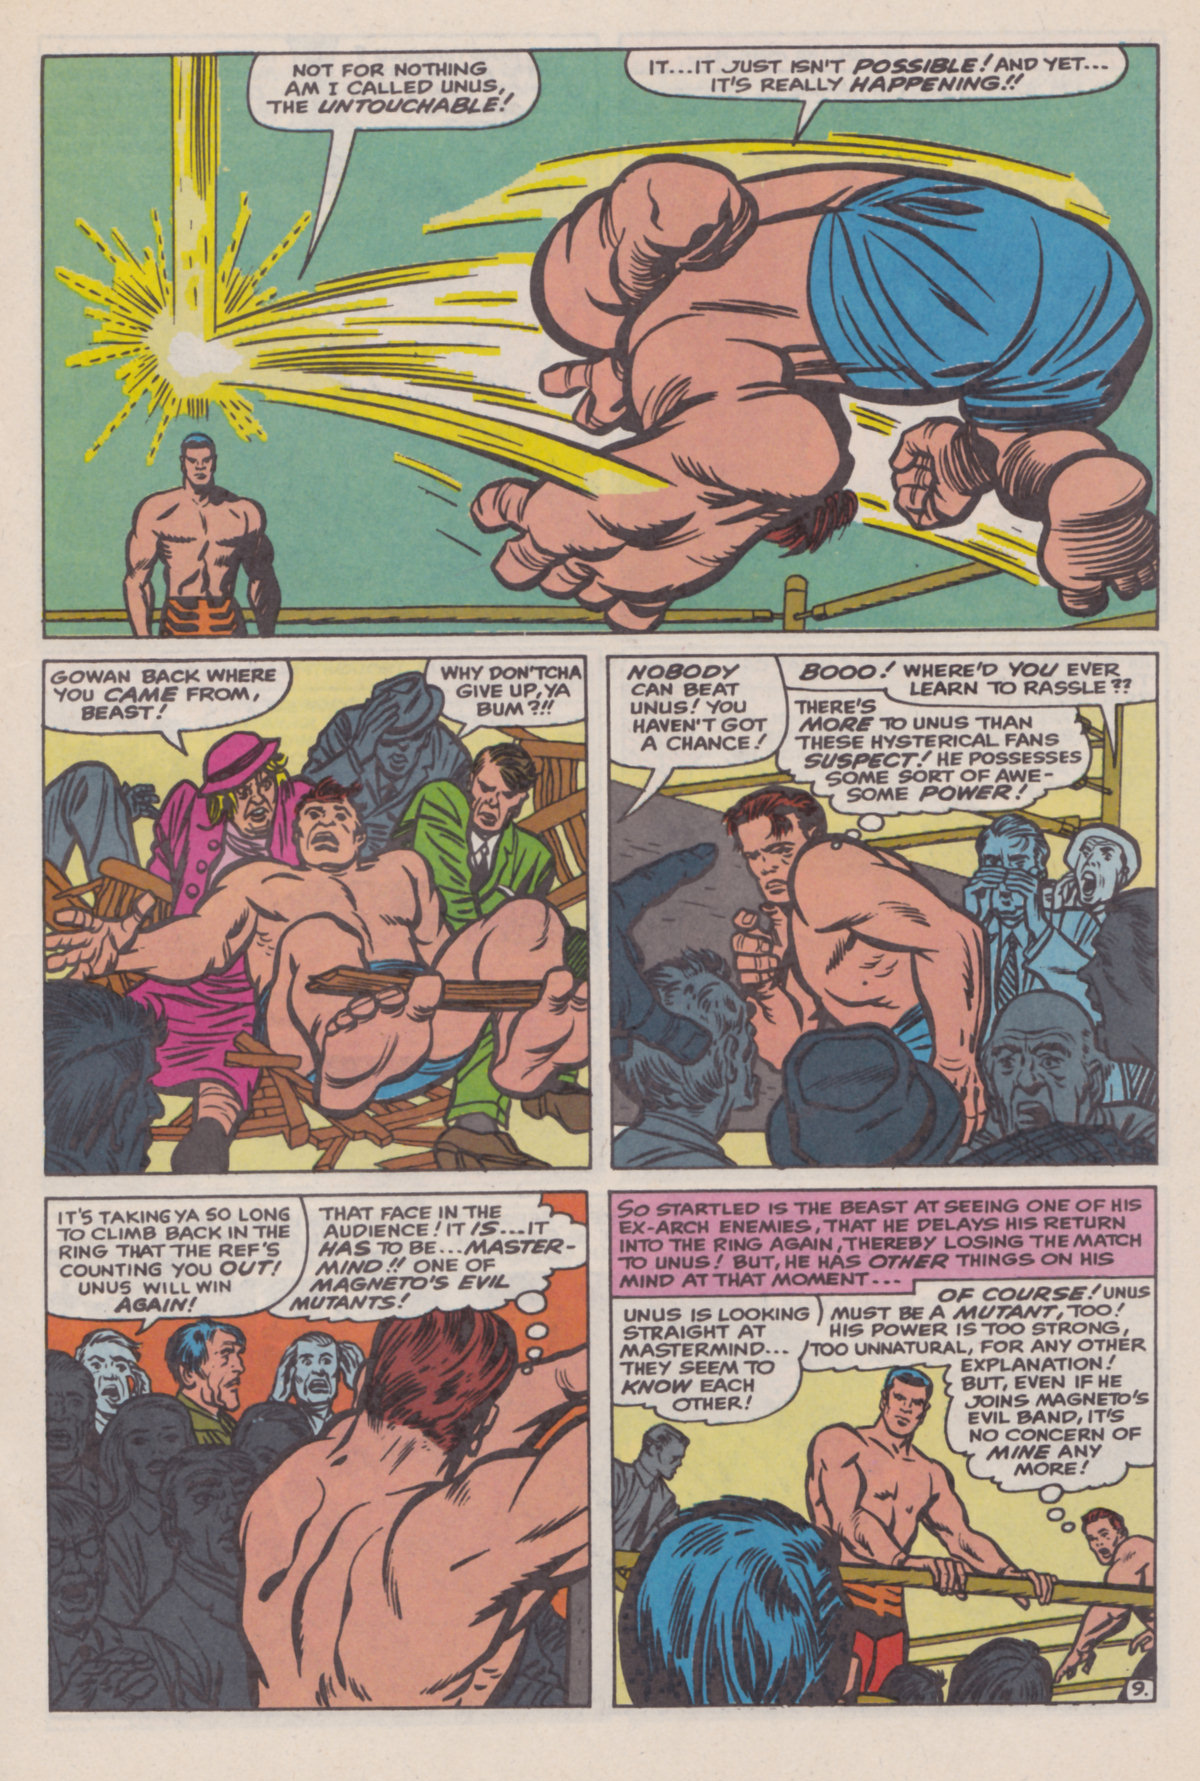 NOT FOR NOTHING
AM I CALLED UNUS,
THE UNTOUCHABLE!
IT...IT JUST ISN'T POSSIBLE! AND YET...
IT'S REALLY HAPPENING!!
GOWAN BACK WHERE
YOU CAME FROM,
BEAST!
WHY DON'TCHA
GIVE UP, YA
BUM?!!
NOBODY
CAN BEAT
UNUS! YOU
HAVEN'T GOT
A CHANCE!
BOOO! WHERE'D YOU EVER
LEARN TO RASSLE??
THERE'S
MORE TO UNUS THAN
THESE HYSTERICAL FANS
SUSPECT! HE POSSESSES
SOME SORT OF AWE-
SOME POWER!
IT'S TAKING YA SO LONG
TO CLIMB BACK IN THE
RING THAT THE REF'S
COUNTING YOU OUT!
UNUS WILL WIN
AGAIN!
THAT FACE IN THE
AUDIENCE! IT IS...IT
HAS TO BE...MASTER-
MIND!! ONE OF
MAGNETO'S EVIL
MUTANTS!
SO STARTLED IS THE BEAST AT SEEING ONE OF HIS
EX-ARCH ENEMIES, THAT HE DELAYS HIS RETURN
INTO THE RING AGAIN, THEREBY LOSING THE MATCH
TO UNUS! BUT, HE HAS OTHER THINGS ON HIS
MIND AT THAT MOMENT...
UNUS IS LOOKING
STRAIGHT AT
MASTERMIND...
THEY SEEM TO
KNOW EACH
OTHER!
OF COURSE! UNUS
MUST BE A MUTANT, TOO!
HIS POWER IS TOO STRONG,
TOO UNNATURAL, FOR ANY OTHER
EXPLANATION!
BUT, EVEN IF HE
JOINS MAGNETO'S
EVIL BAND, IT'S
NO CONCERN OF
MINE ANY
MORE!
9.